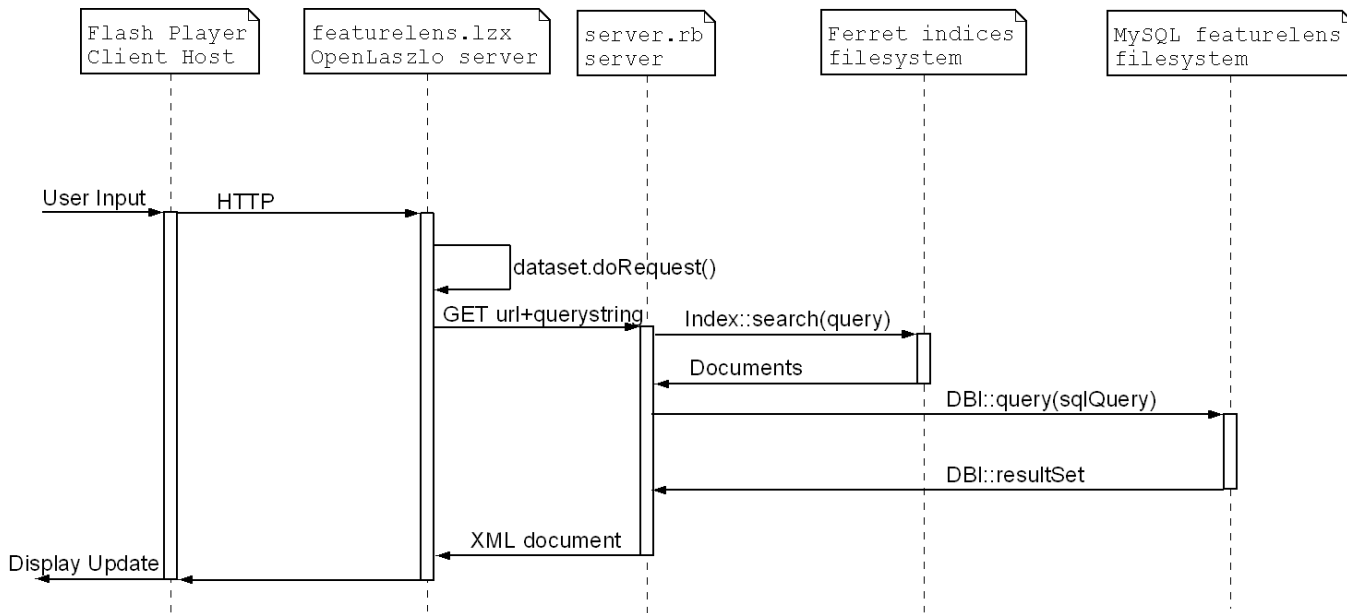 Flash Player
Client Host
featurelens.lzx
OpenLaszlo server
server.rb
server
Ferret indices
filesystem
MySQL featurelens
filesystem
User Input
HTTP
dataset.doRequest()
GET url+querystring
Index::search(query)
Documents
DBI::query(sqlQuery)
DBI::resultSet
XML document
Display Update